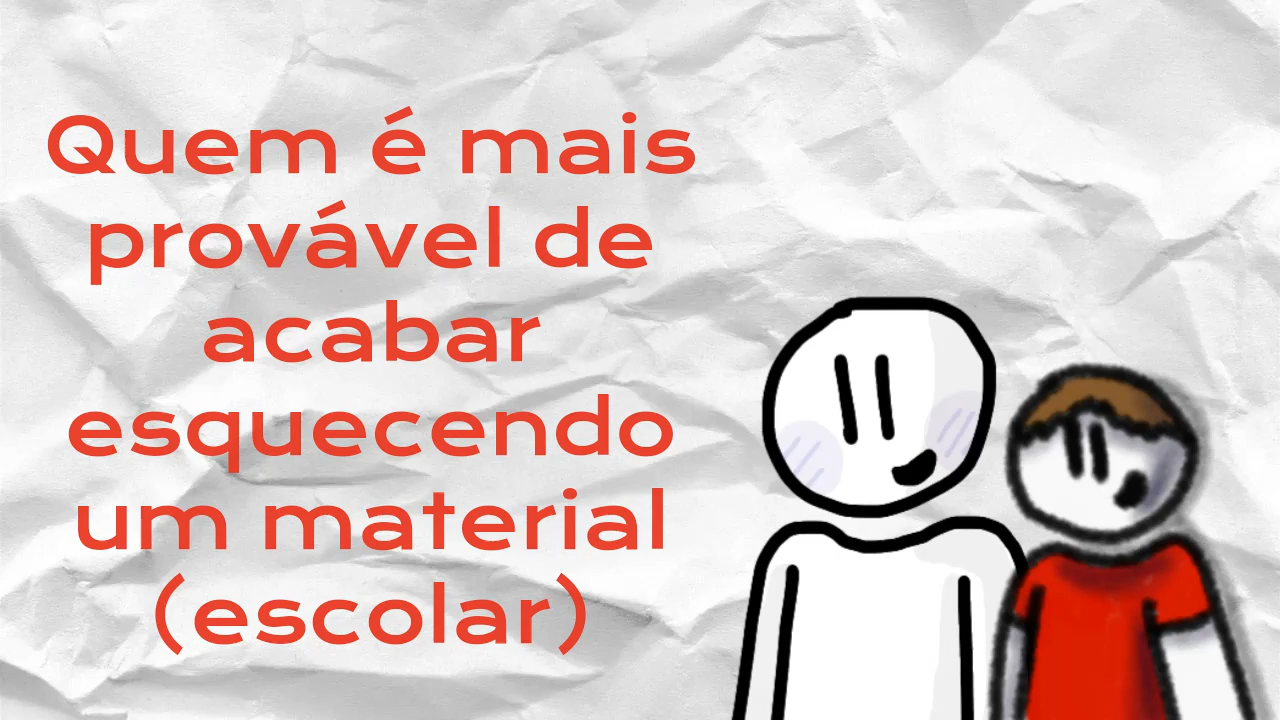 Quem é mais
provável de
acabar
esquecendo
um material
(escolar)